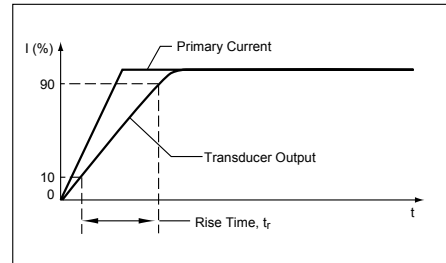 I (%)
Primary Current
90
Transducer Output
10
0
t
Rise Time, tr